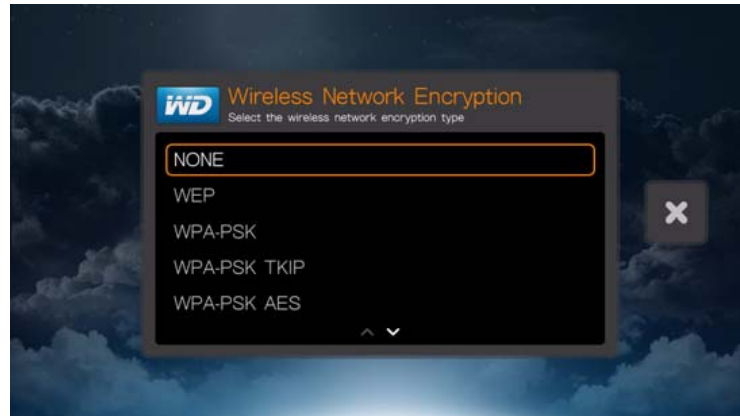 WD
Wireless Network Encryption
Select the wireless network encryption type
NONE
WEP
WPA-PSK
WPA-PSK TKIP
WPA-PSK AES